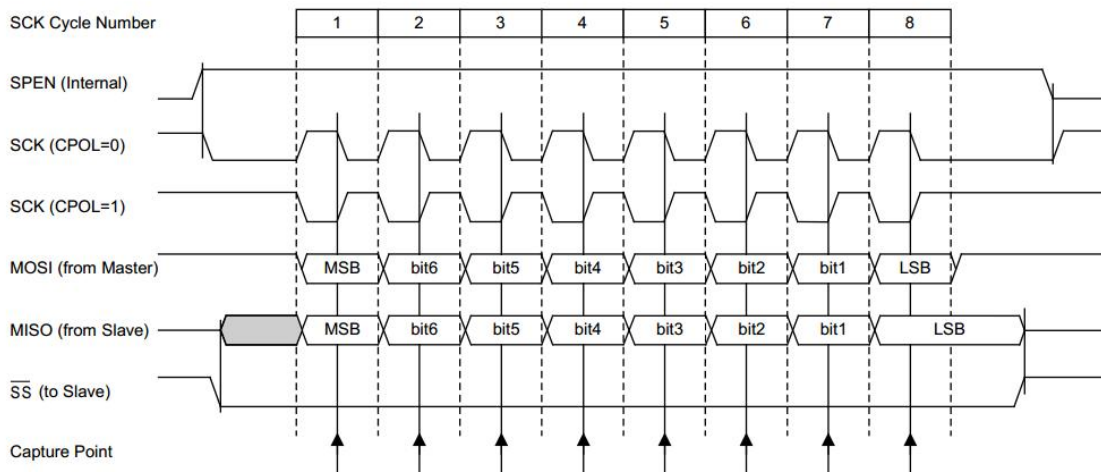 SCK Cycle Number 1 2 3 4 5 6 7 8
SPEN (Internal)
SCK (CPOL=0)
SCK (CPOL=1)
MOSI (from Master) MSB bit6 bit5 bit4 bit3 bit2 bit1 LSB
MISO (from Slave) MSB bit6 bit5 bit4 bit3 bit2 bit1 LSB
S̅S̅ (to Slave)
Capture Point